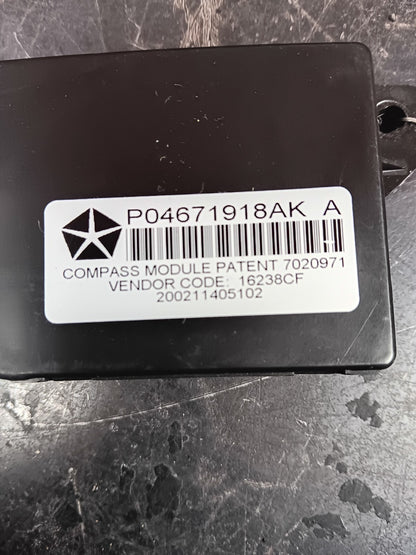 P04671918AK A
COMPASS MODULE PATENT 7020971
VENDOR CODE: 16238CF
200211405102